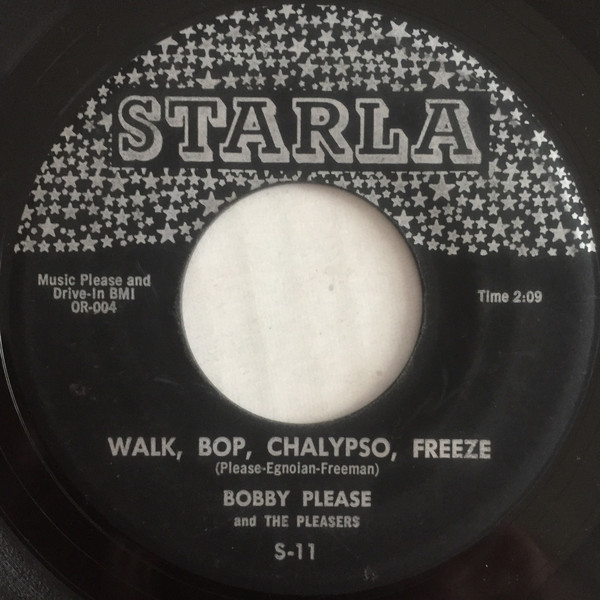 STARLA
Music Please and
Drive-In BMI
OR-004
Time 2:09
WALK, BOP, CHALYPSO, FREEZE
(Please-Egnoian-Freeman)
BOBBY PLEASE
and THE PLEASERS
S-11